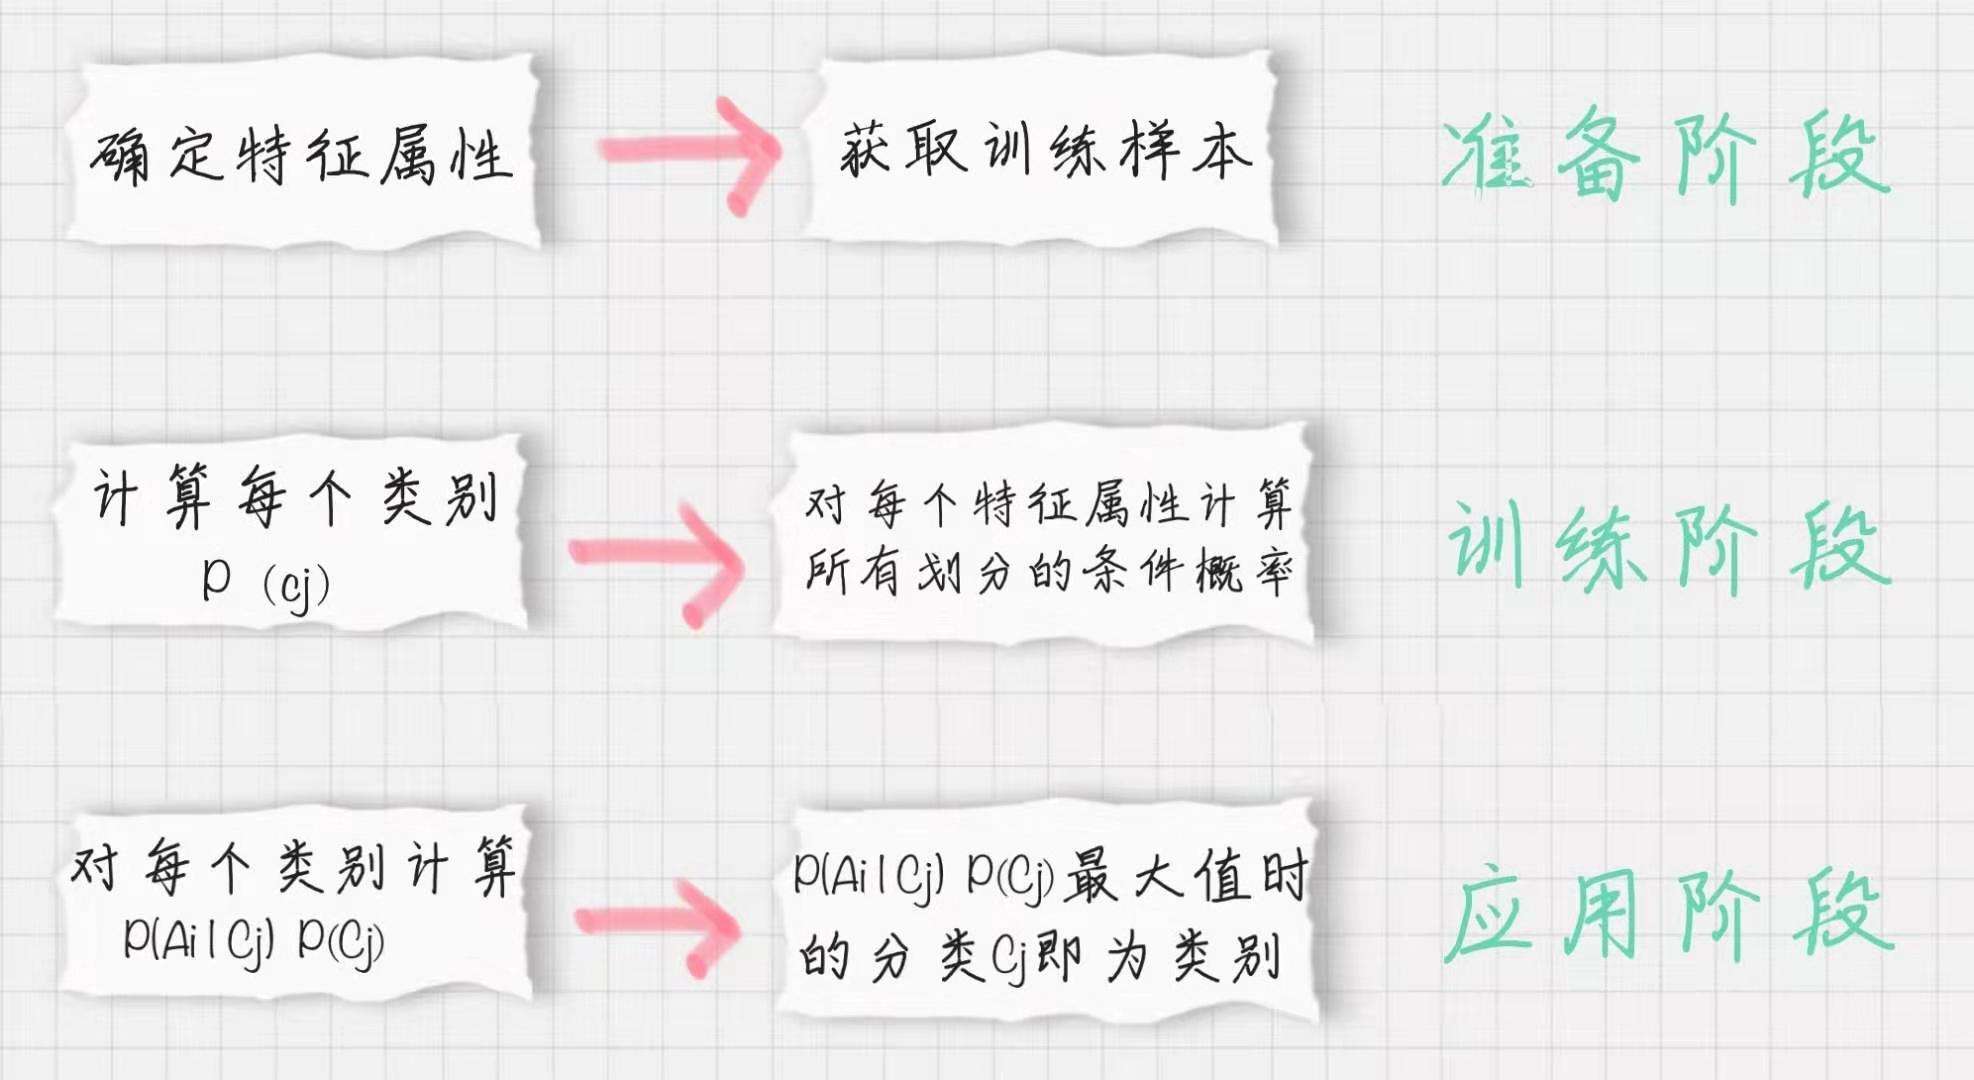 确定特征属性
获取训练样本
准备阶段
计算每个类别
P（cj）
对每个特征属性计算
所有划分的条件概率
训练阶段
对每个类别计算
P(Ai|Cj) P(Cj)
P(Ai|Cj) P(Cj)最大值时
的分类Cj即为类别
应用阶段